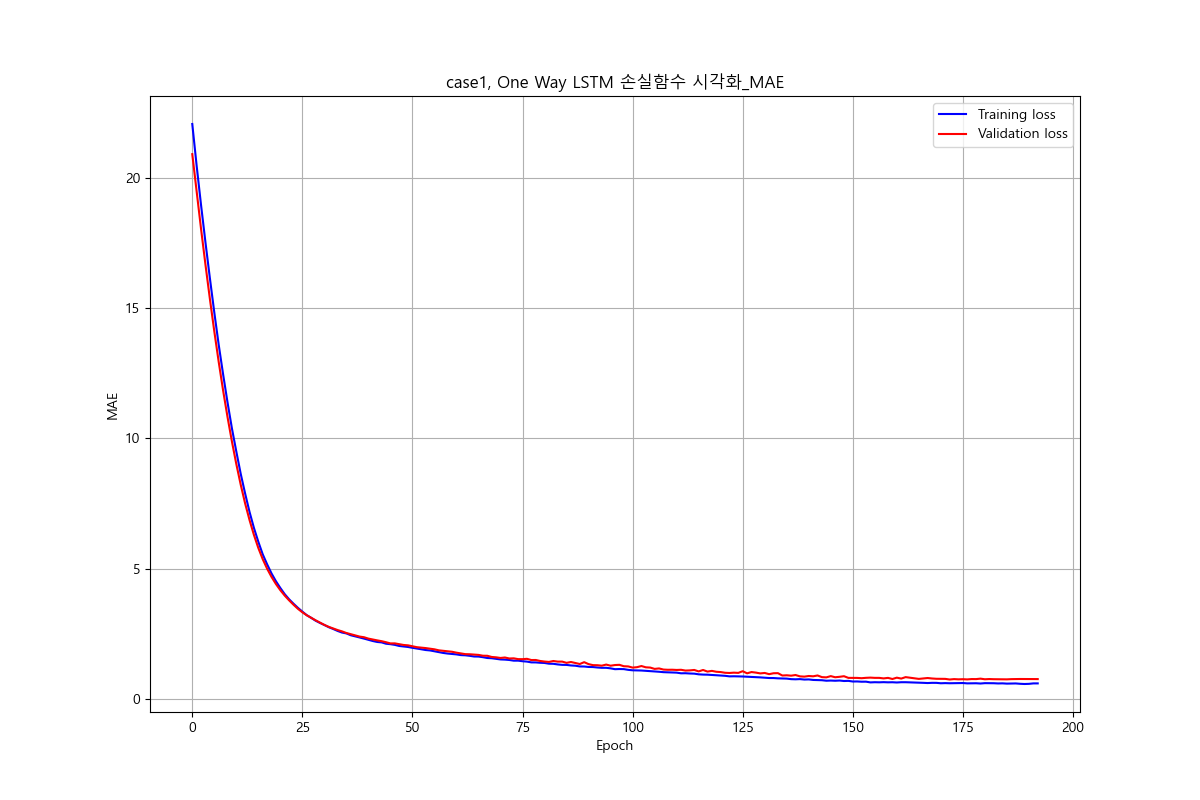 case1, One Way LSTM 손실함수 시각화_MAE
Training loss
Validation loss
20
15
10
5
0
MAE
0 25 50 75 100 125 150 175 200
Epoch